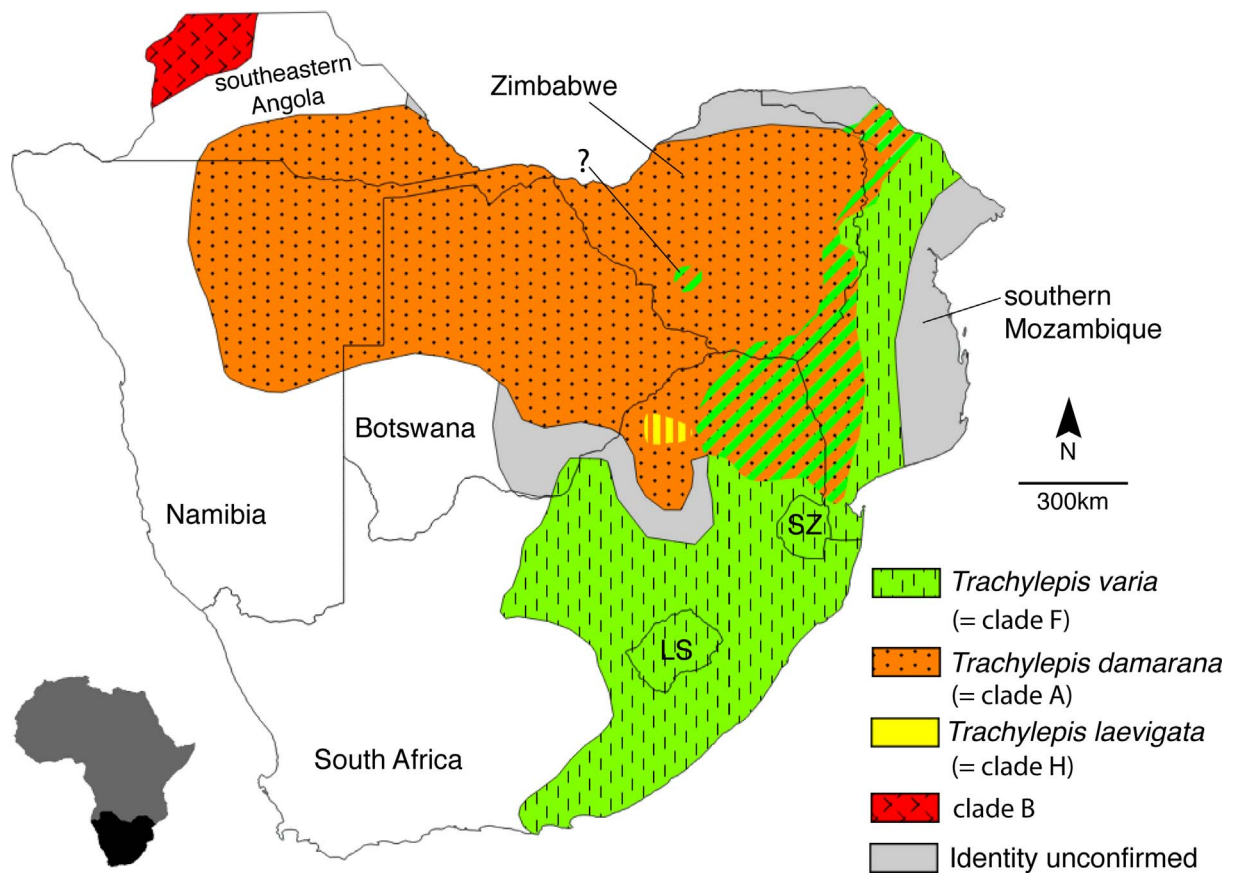 southeastern
Angola
Zimbabwe
?
southern
Mozambique
Botswana
N
300km
Namibia
SZ
LS
South Africa
Trachylepis varia
(= clade F)
Trachylepis damarana
(= clade A)
Trachylepis laevigata
(= clade H)
clade B
Identity unconfirmed